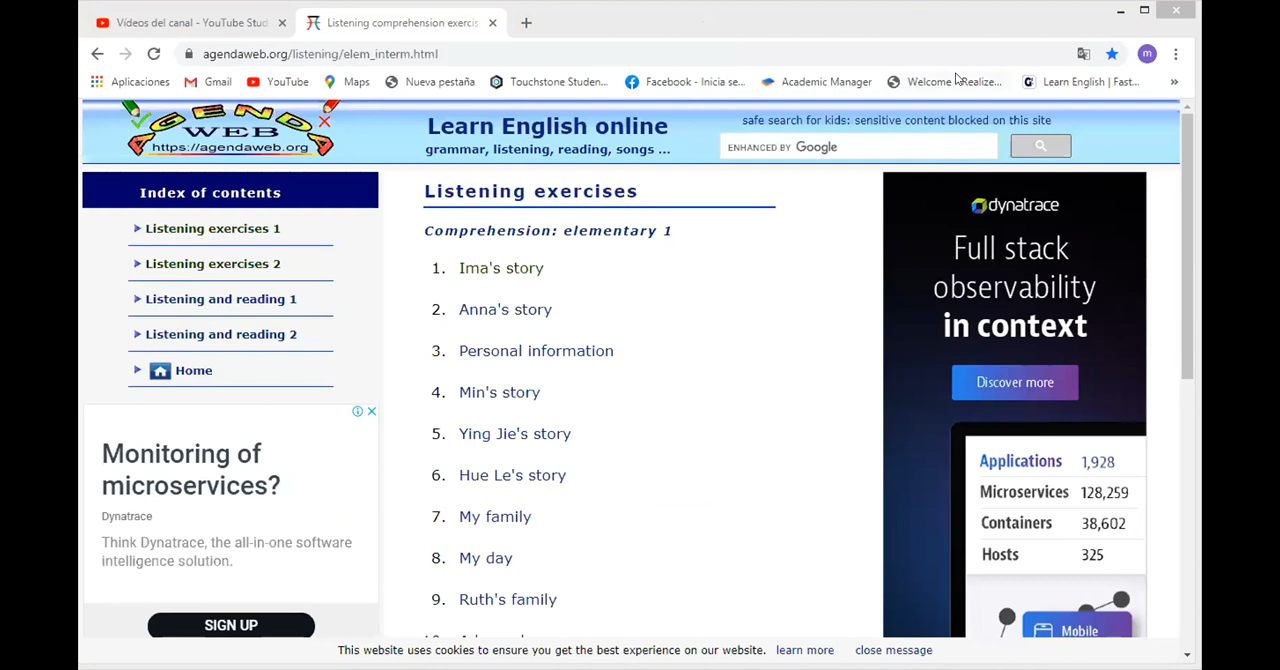 Vídeos del canal - YouTube Stud
Listening comprehension exercis
agendaweb.org/listening/elem_interm.html
m
Aplicaciones
Gmail
YouTube
Maps
Nueva pestaña
Touchstone Studen...
Facebook - Inicia se...
Academic Manager
Welcome - Realize...
Learn English | Fast...
»
AGENDA
WEB
https://agendaweb.org
Learn English online
grammar, listening, reading, songs ...
safe search for kids: sensitive content blocked on this site
ENHANCED BY Google
Index of contents
Listening exercises 1
Listening exercises 2
Listening and reading 1
Listening and reading 2
Home
Monitoring of
microservices?
Dynatrace
Think Dynatrace, the all-in-one software
intelligence solution.
SIGN UP
Listening exercises
Comprehension: elementary 1
1. Ima's story
2. Anna's story
3. Personal information
4. Min's story
5. Ying Jie's story
6. Hue Le's story
7. My family
8. My day
9. Ruth's family
dynatrace
Full stack
observability
in context
Discover more
Applications 1,928
Microservices 128,259
Containers 38,602
Hosts 325
Mobile
This website uses cookies to ensure you get the best experience on our website. learn more close message